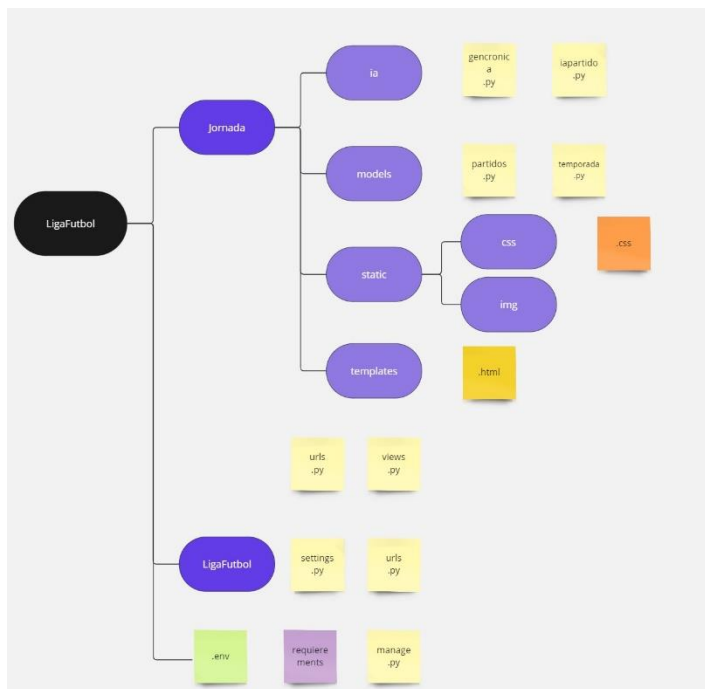 gencronic
a
.py
iapartido
.py
ia
Jornada
models
partidos
.py
temporada
.py
LigaFutbol
css
.css
static
img
templates
.html
urls
.py
views
.py
LigaFutbol
settings
.py
urls
.py
.env
requiere
ments
manage
.py